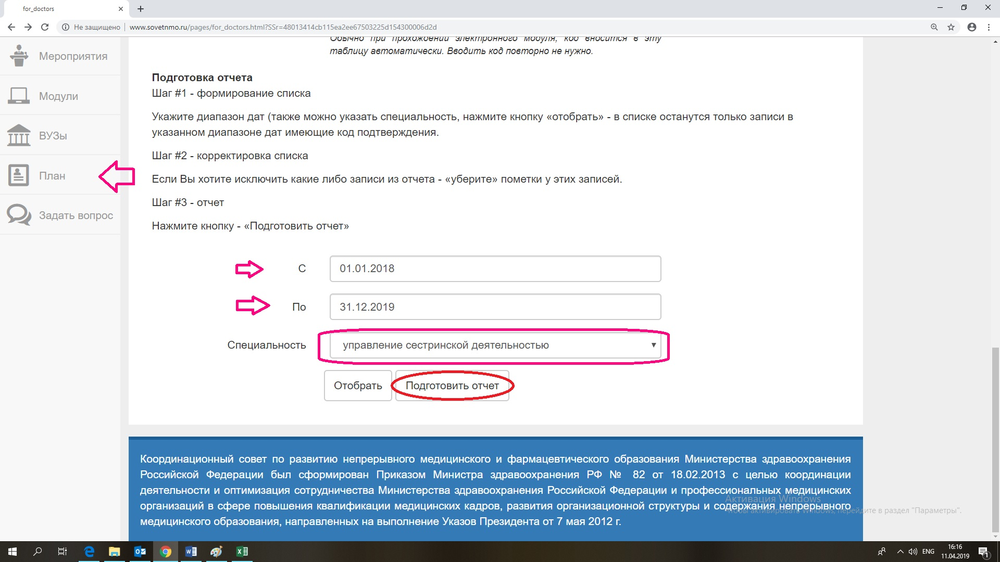 for_doctors
Не защищено
www.sovetnmo.ru/pages/for_doctors.html?SSr=48013414cb115ea2ee67503225d154300006d2d
Мероприятия
Модули
ВУЗы
План
Задать вопрос
Обычно при прохождении электронного модуля, код вносится в эту
таблицу автоматически. Вводить код повторно не нужно.
Подготовка отчета
Шаг #1 - формирование списка
Укажите диапазон дат (также можно указать специальность, нажмите кнопку «отобрать» - в списке останутся только записи в
указанном диапазоне дат имеющие код подтверждения.
Шаг #2 - корректировка списка
Если Вы хотите исключить какие либо записи из отчета - «уберите» пометки у этих записей.
Шаг #3 - отчет
Нажмите кнопку - «Подготовить отчет»
С
01.01.2018
По
31.12.2019
Специальность
управление сестринской деятельностью
Отобрать
Подготовить отчет
Координационный совет по развитию непрерывного медицинского и фармацевтического образования Министерства здравоохранения
Российской Федерации был сформирован Приказом Министра здравоохранения РФ № 82 от 18.02.2013 с целью координации
деятельности и оптимизация сотрудничества Министерства здравоохранения Российской Федерации и профессиональных медицинских
организаций в сфере повышения квалификации медицинских кадров, развития организационной структуры и содержания непрерывного
медицинского образования, направленных на выполнение Указов Президента от 7 мая 2012 г.
Активация Windows
Чтобы активировать Windows, перейдите в раздел "Параметры".
ENG
16:16
11.04.2019
1